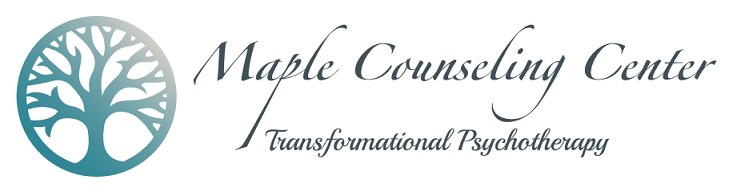 Maple Counseling Center
Transformational Psychotherapy